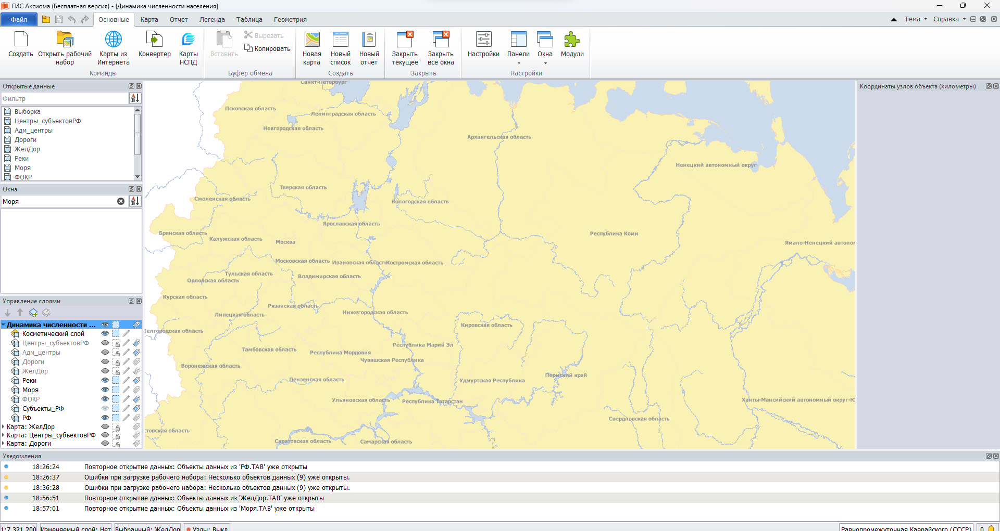 ГИС Аксиома (Бесплатная версия) - [Динамика численности населения]
Файл Основные Карта Отчет Легенда Таблица Геометрия Тема Справка
Создать
Открыть рабочий набор
Карты из Интернета
Конвертер
Карты НСПД
Вставить
Вырезать
Копировать
Новая карта
Новый список
Новый отчет
Закрыть текущее
Закрыть все окна
Настройки
Панели
Окна
Модули
Команды Буфер обмена Создать Закрыть Настройки
Открытые данные
Фильтр
Выборка
Центры_субъектовРФ
Адм_центры
Дороги
ЖелДор
Реки
Моря
ФОКР
Окна
Моря
Управление слоями
Динамика численности ...
Косметический слой
Центры_субъектовРФ
Адм_центры
Дороги
ЖелДор
Реки
Моря
ФОКР
Субъекты_РФ
РФ
Карта: ЖелДор
Карта: Центры_субъектовРФ
Карта: Дороги
Координаты узлов объекта (километры)
Санкт-Петербург
Псковская область
Ленинградская область
Новгородская область
Архангельская область
Ненецкий автономный округ
Тверская область
Смоленская область
Вологодская область
Ярославская область
Брянская область
Калужская область
Москва
Республика Коми
Ямало-Ненецкий автоном
Московская область
Ивановская область
Костромская область
Тульская область
Владимирская область
Орловская область
Курская область
Рязанская область
Липецкая область
Нижегородская область
Кировская область
Белгородская область
Республика Марий Эл
Тамбовская область
Республика Мордовия
Чувашская Республика
Воронежская область
Пермский край
Пензенская область
Удмуртская Республика
Ульяновская область
Республика Татарстан
Ханты-Мансийский автономный округ-Ю
Свердловская область
стовская область
Саратовская область
Самарская область
Уведомления
18:26:24 Повторное открытие данных: Объекты данных из 'РФ.TAB' уже открыты
18:26:37 Ошибки при загрузке рабочего набора: Несколько объектов данных (9) уже открыты.
18:36:28 Ошибки при загрузке рабочего набора: Несколько объектов данных (9) уже открыты.
18:56:51 Повторное открытие данных: Объекты данных из 'ЖелДор.TAB' уже открыты
18:57:01 Повторное открытие данных: Объекты данных из 'Моря.TAB' уже открыты
1:7 321 200 Изменяемый слой: Нет Выбранный: ЖелДор Узлы: Выкл Равнопромежуточная Каврайского (СССР) 0